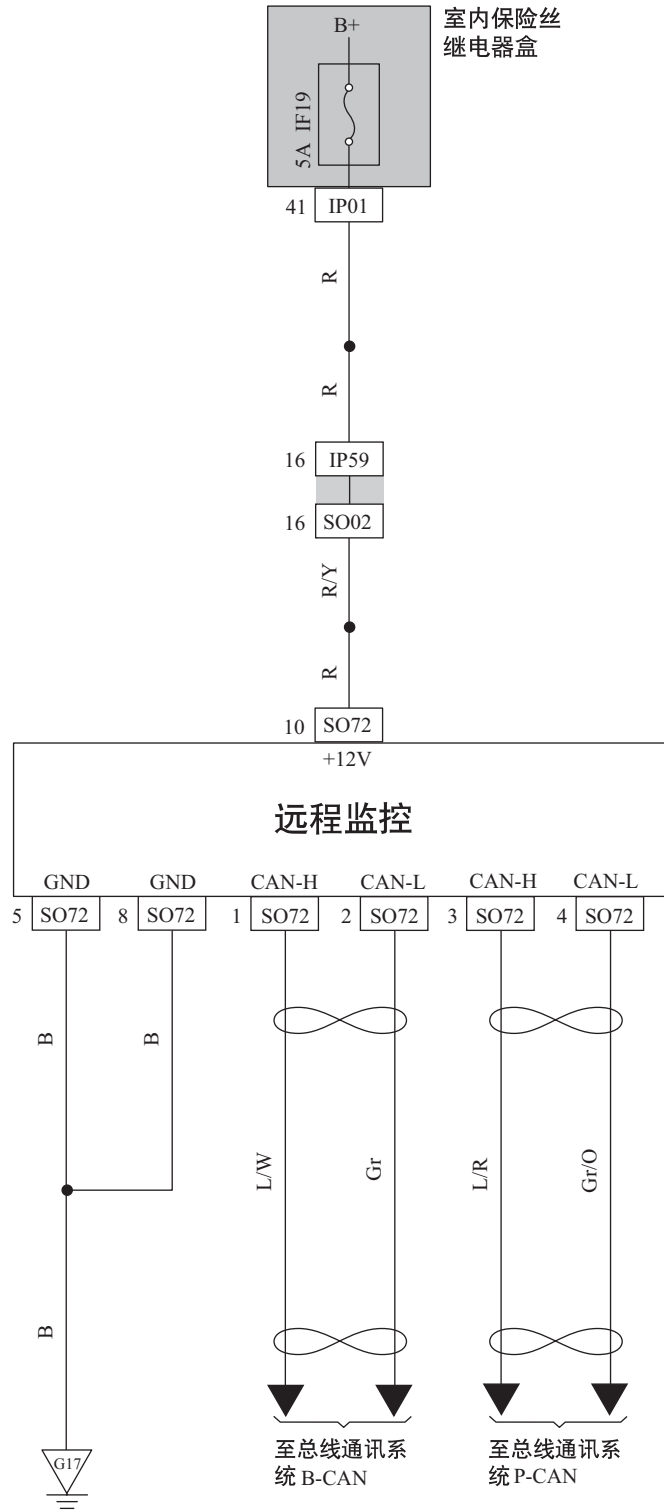 室内保险丝
继电器盒
B+
5A IF19
41 IP01
R
R
16 IP59
16 SO02
R/Y
R
10 SO72
+12V
远程监控
GND GND CAN-H CAN-L CAN-H CAN-L
5 SO72 8 SO72 1 SO72 2 SO72 3 SO72 4 SO72
B B
L/W Gr L/R Gr/O
B
G17
至总线通讯系
统 B-CAN
至总线通讯系
统 P-CAN